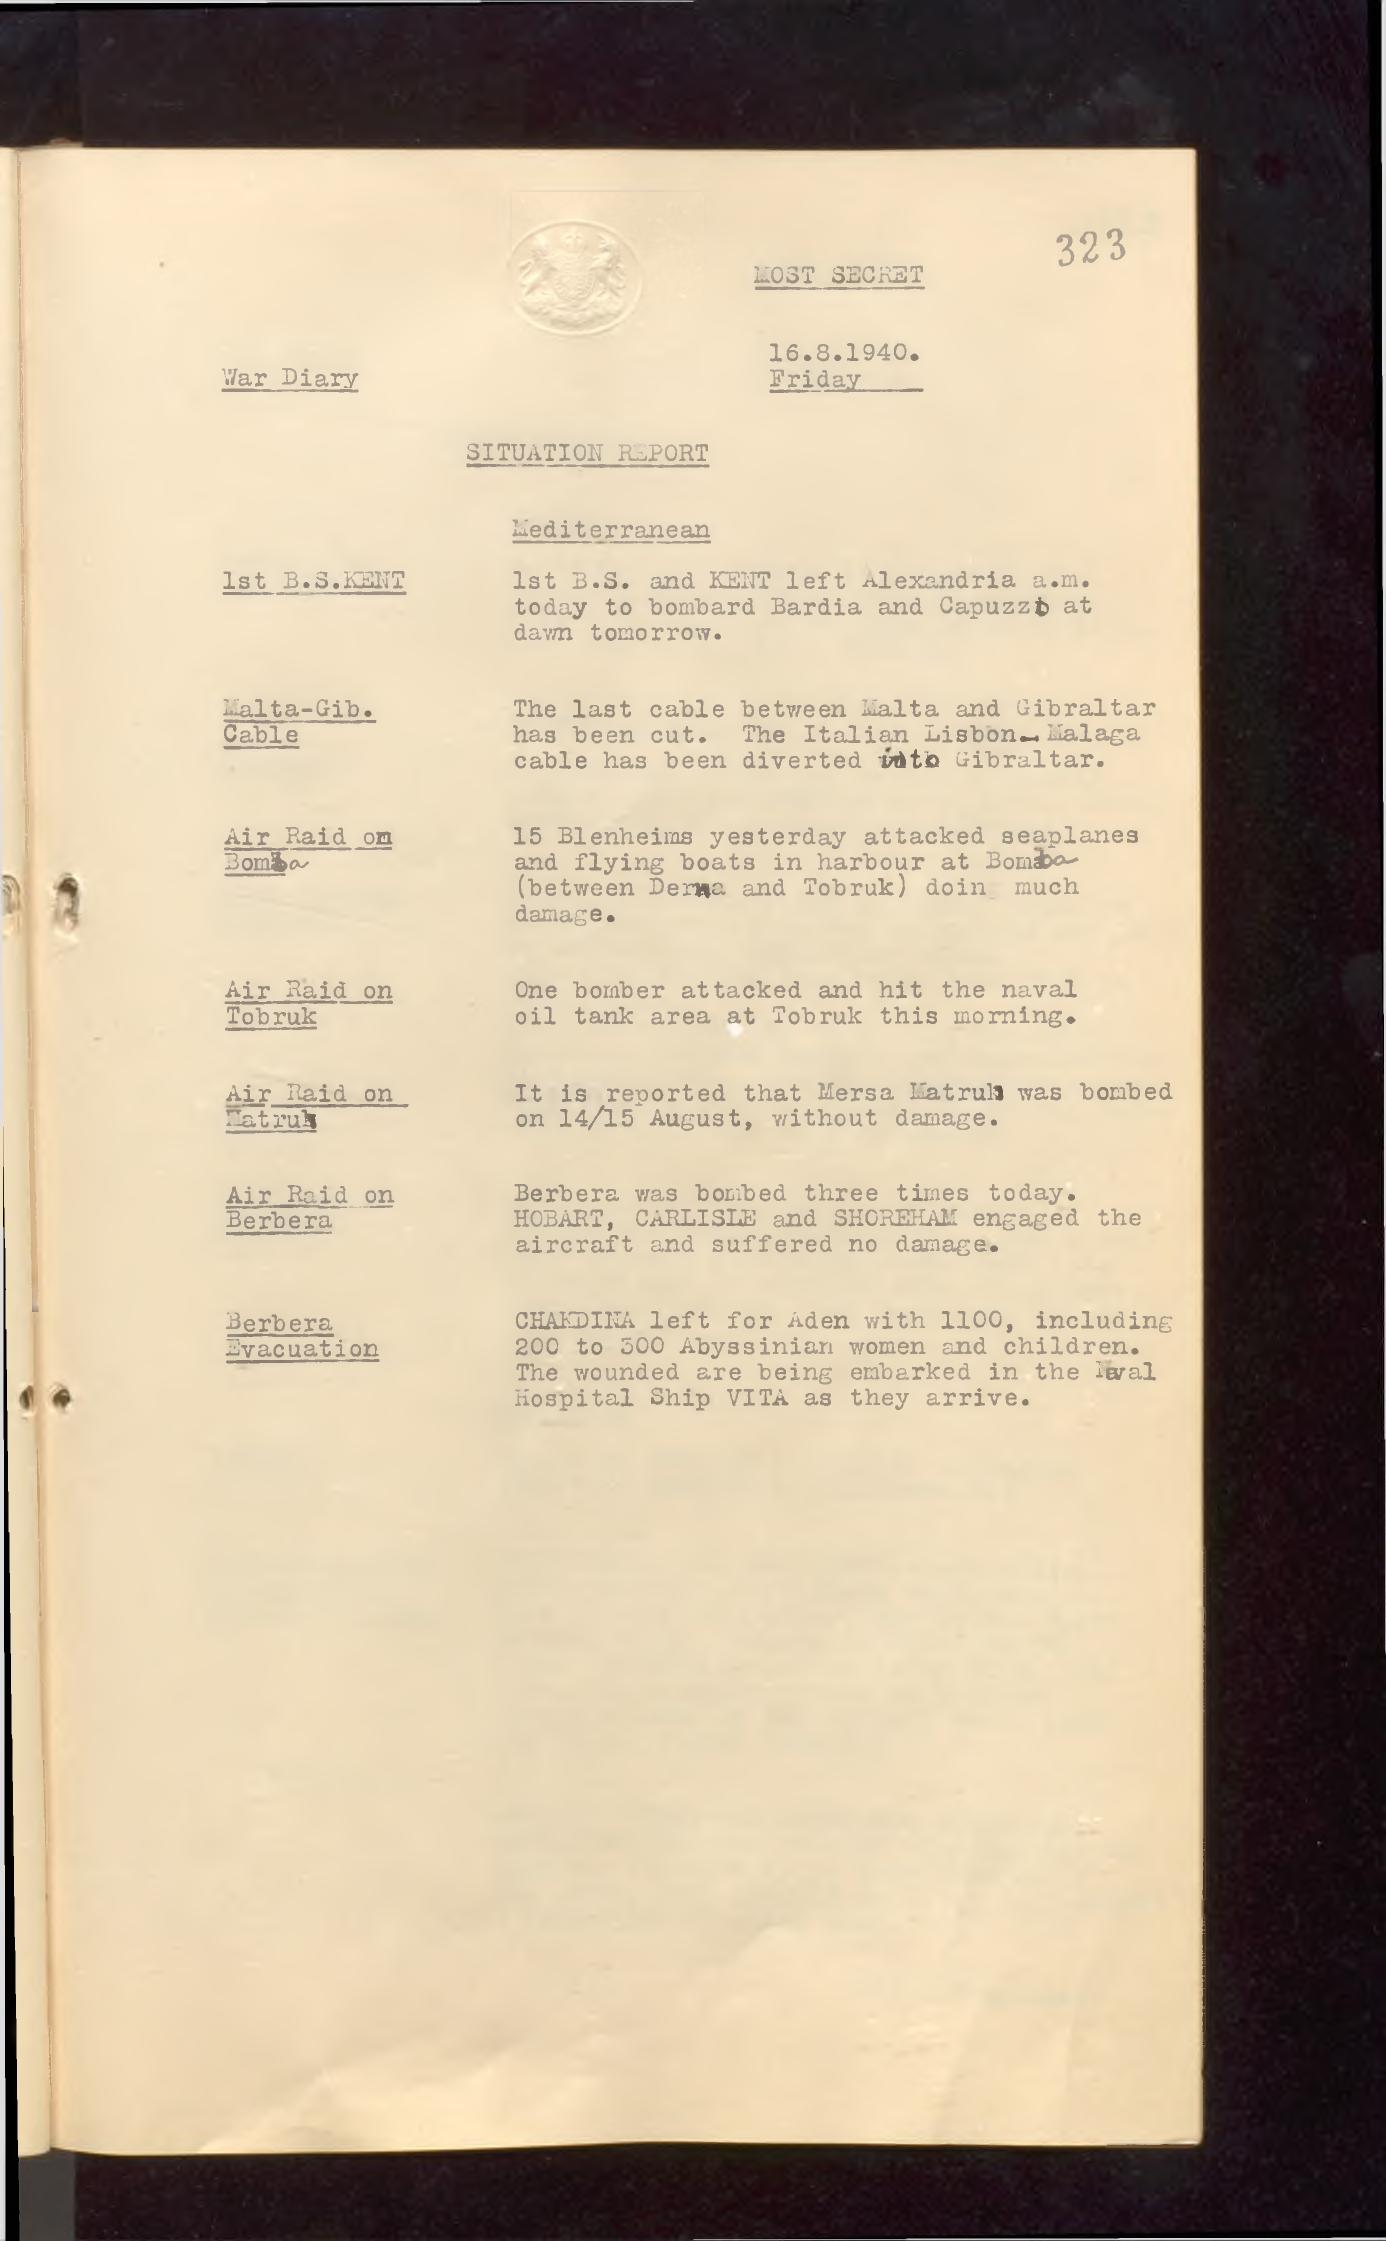 323
MOST SECRET
16.8.1940.
War Diary
Friday
SITUATION REPORT
Mediterranean
1st B.S.KENT
1st B.S. and KENT left Alexandria a.m.
today to bombard Bardia and Capuzzo at
dawn tomorrow.
Malta-Gib.
Cable
The last cable between Malta and Gibraltar
has been cut. The Italian Lisbon-Malaga
cable has been diverted into Gibraltar.
Air Raid on
Bomba
15 Blenheims yesterday attacked seaplanes
and flying boats in harbour at Bomba
(between Derna and Tobruk) doing much
damage.
Air Raid on
Tobruk
One bomber attacked and hit the naval
oil tank area at Tobruk this morning.
Air Raid on
Matruh
It is reported that Mersa Matruh was bombed
on 14/15 August, without damage.
Air Raid on
Berbera
Berbera was bombed three times today.
HOBART, CARLISLE and SHOREHAM engaged the
aircraft and suffered no damage.
Berbera
Evacuation
CHAKDINA left for Aden with 1100, including
200 to 300 Abyssinian women and children.
The wounded are being embarked in the Naval
Hospital Ship VITA as they arrive.